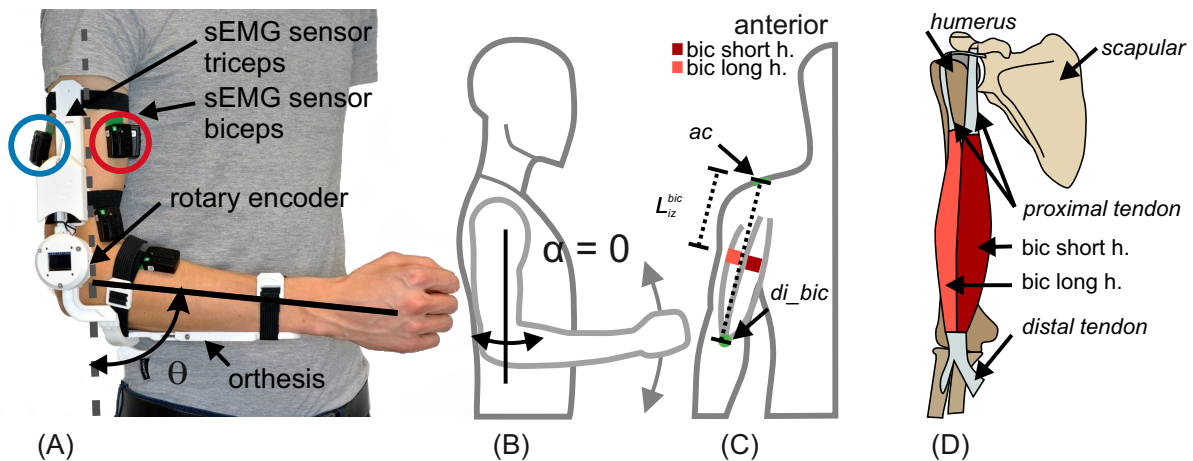 sEMG sensor
triceps
sEMG sensor
biceps
rotary encoder
θ
orthesis
(A)
α = 0
(B)
anterior
bic short h.
bic long h.
ac
L_iz^bic
di_bic
(C)
humerus
scapular
proximal tendon
bic short h.
bic long h.
distal tendon
(D)